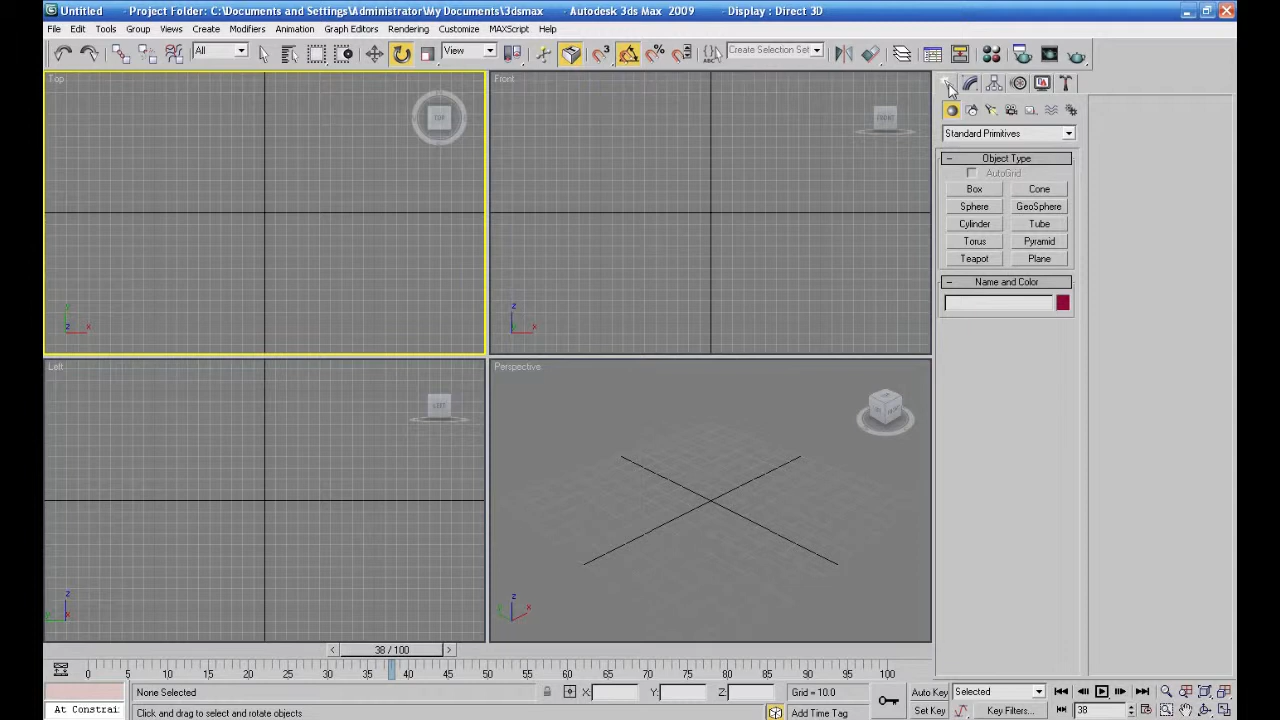 Untitled - Project Folder: C:\Documents and Settings\Administrator\My Documents\3dsmax - Autodesk 3ds Max 2009 - Display : Direct 3D
File Edit Tools Group Views Create Modifiers Animation Graph Editors Rendering Customize MAXScript Help
All View Create Selection Set
Top
TOP
Front
FRONT
Standard Primitives
Object Type
AutoGrid
Box Cone
Sphere GeoSphere
Cylinder Tube
Torus Pyramid
Teapot Plane
Name and Color
y
z x
z
y x
Left
LEFT
Perspective
z
x
z
x
38 / 100
0 5 10 15 20 25 30 35 40 45 50 55 60 65 70 75 80 85 90 95 100
None Selected X: Y: Z: Grid = 10.0 Auto Key Selected
At Constrai Click and drag to select and rotate objects Add Time Tag Set Key Key Filters... 38